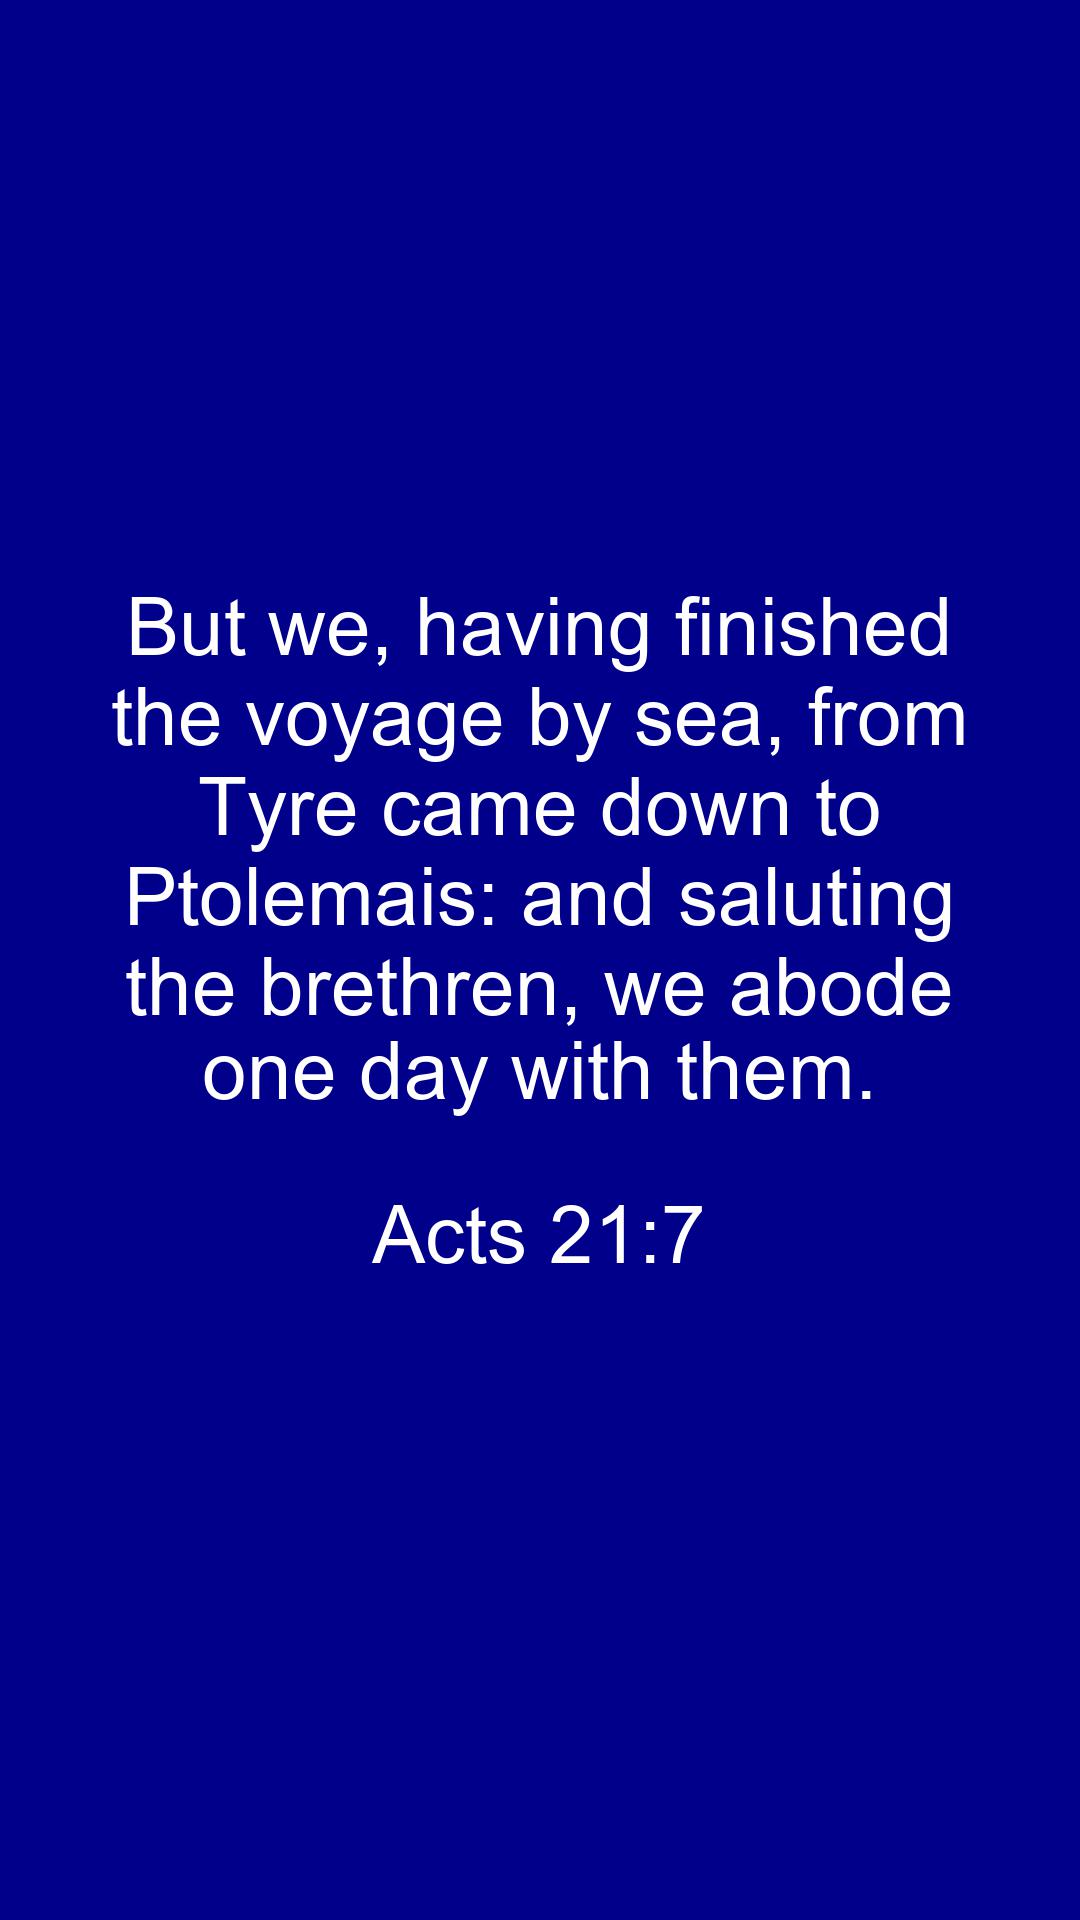 But we, having finished
the voyage by sea, from
Tyre came down to
Ptolemais: and saluting
the brethren, we abode
one day with them.
Acts 21:7